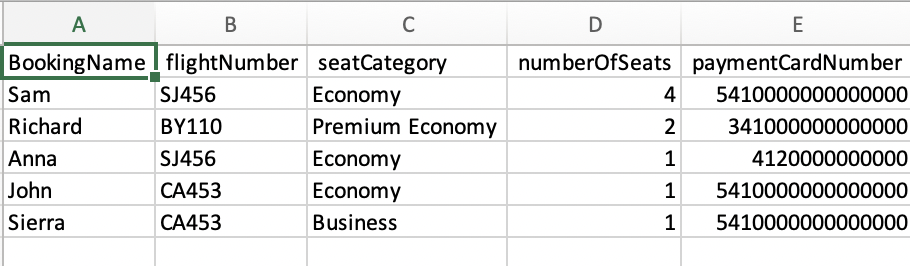 A B C D E
BookingName flightNumber seatCategory numberOfSeats paymentCardNumber
Sam SJ456 Economy 4 5410000000000000
Richard BY110 Premium Economy 2 341000000000000
Anna SJ456 Economy 1 4120000000000
John CA453 Economy 1 5410000000000000
Sierra CA453 Business 1 5410000000000000